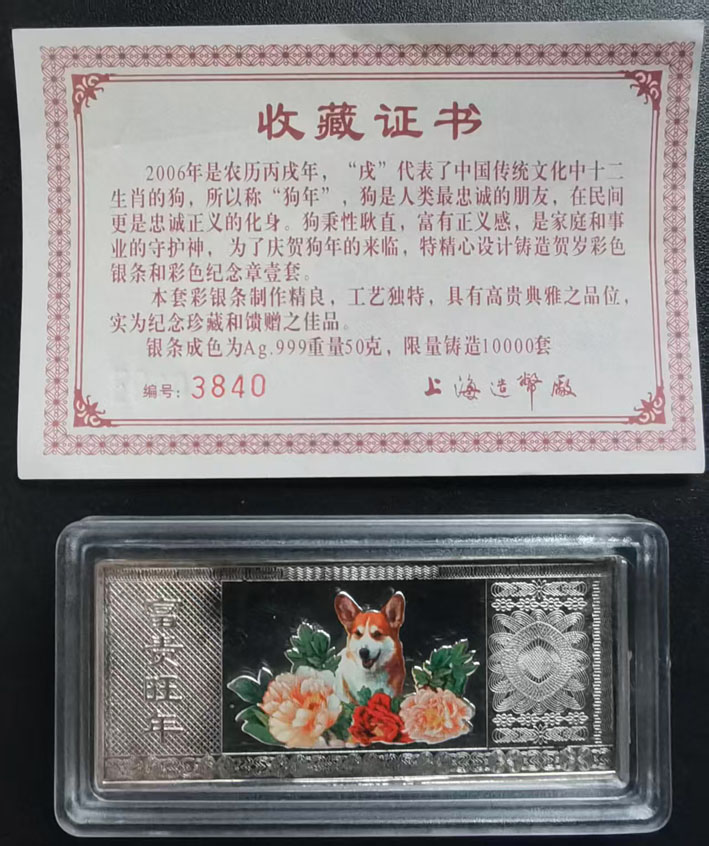 收藏证书
2006年是农历丙戌年，“戌”代表了中国传统文化中十二
生肖的狗，所以称“狗年”，狗是人类最忠诚的朋友，在民间
更是忠诚正义的化身。狗秉性耿直，富有正义感，是家庭和事
业的守护神，为了庆贺狗年的来临，特精心设计铸造贺岁彩色
银条和彩色纪念章壹套。
本套彩银条制作精良，工艺独特，具有高贵典雅之品位，
实为纪念珍藏和馈赠之佳品。
银条成色为Ag.999重量50克，限量铸造10000套
编号：3840
上海造幣廠
富贵旺年